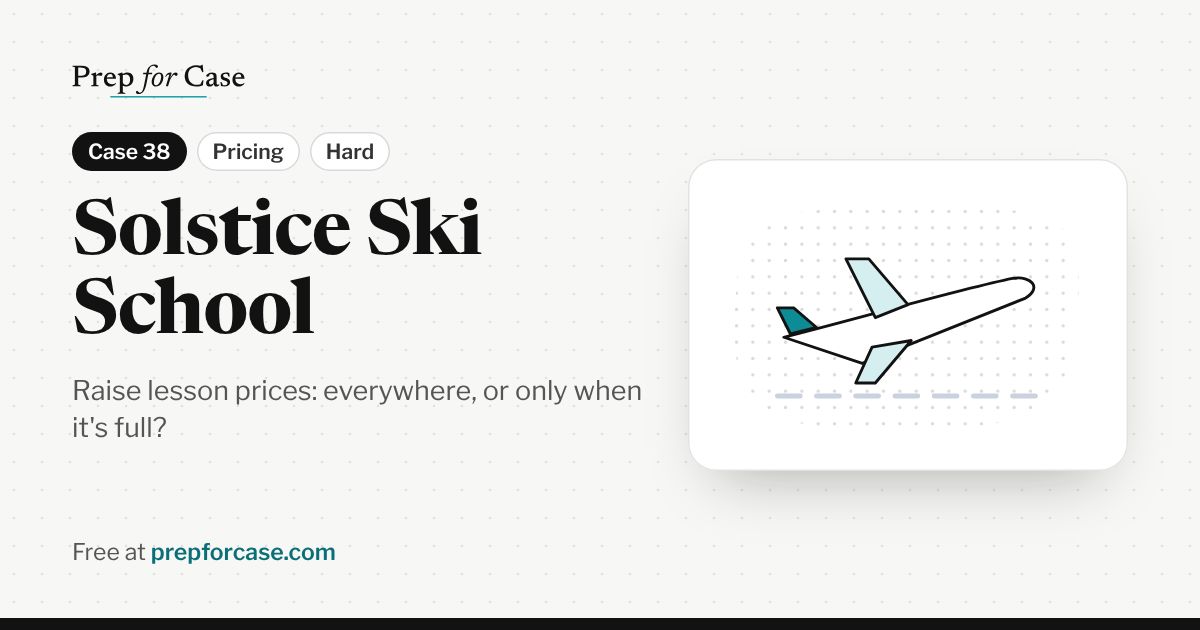 Prep for Case
Case 38
Pricing
Hard
Solstice Ski
School
Raise lesson prices: everywhere, or only when
it's full?
Free at prepforcase.com